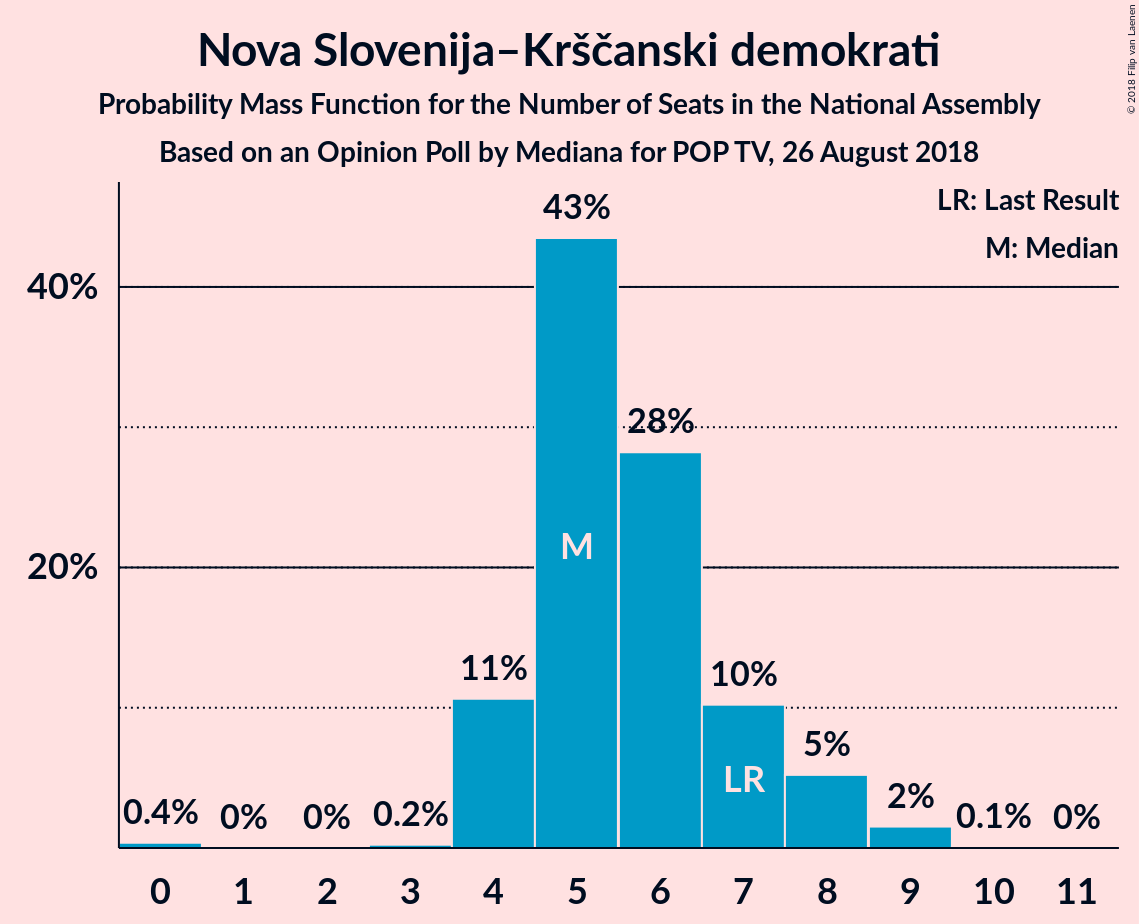 Nova Slovenija–Krščanski demokrati
Probability Mass Function for the Number of Seats in the National Assembly
Based on an Opinion Poll by Mediana for POP TV, 26 August 2018
© 2018 Filip van Laenen
LR: Last Result
M: Median
43%
40%
28%
M
20%
11%
10%
LR
5%
2%
0.4%
0%
0%
0.2%
0.1%
0%
0 1 2 3 4 5 6 7 8 9 10 11